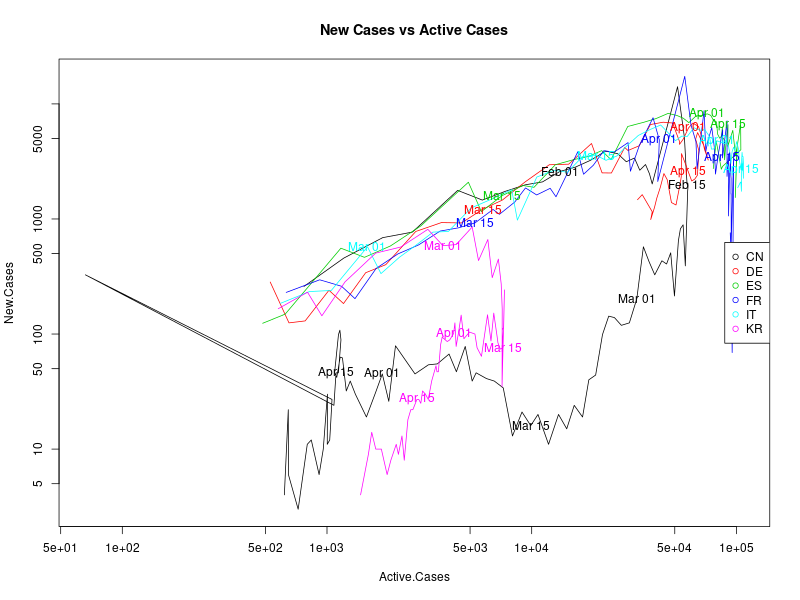 New Cases vs Active Cases
New.Cases
5000
1000
500
100
50
10
5
Apr 01
Apr 15
Apr 01
Apr 01
Mar 15
Apr 15
Feb 01
Apr 15
Apr 15
Feb 15
Mar 15
Mar 15
Mar 15
Mar 01
Mar 01
Mar 01
Apr 01
Mar 15
Apr 15
Apr 01
Apr 15
Mar 15
CN
DE
ES
FR
IT
KR
5e+01
1e+02
5e+02
1e+03
5e+03
1e+04
5e+04
1e+05
Active.Cases